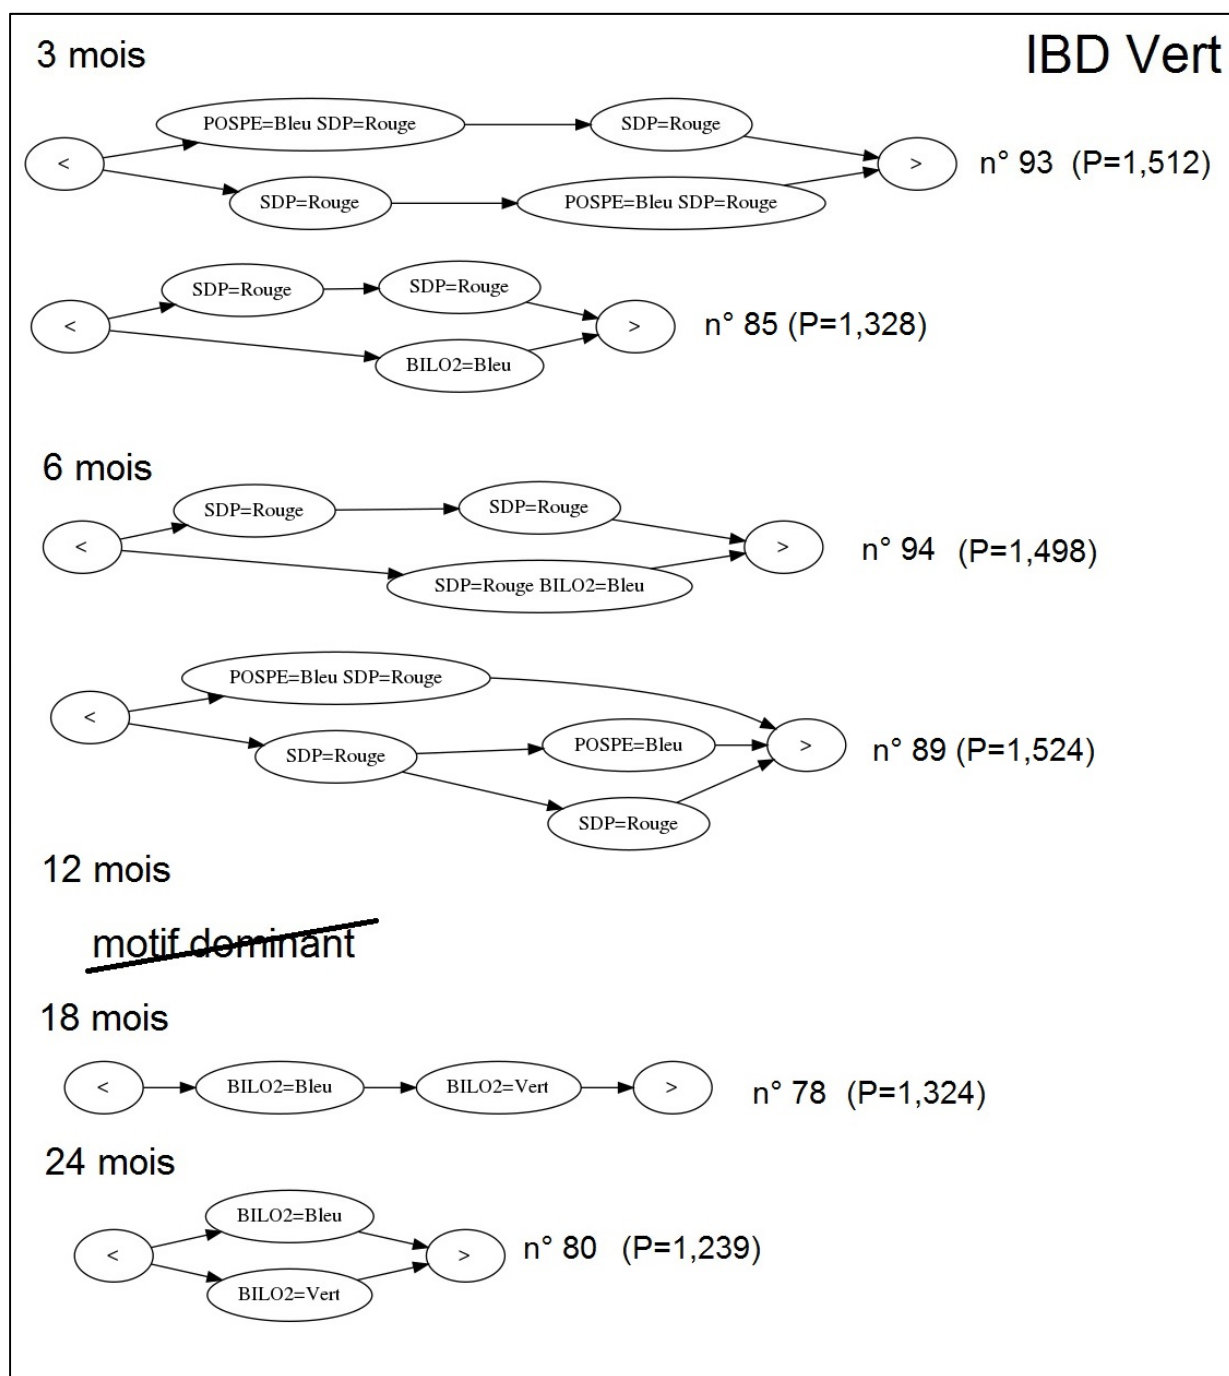 3 mois
IBD Vert
POSPE=Bleu SDP=Rouge
SDP=Rouge
<
>
n° 93 (P=1,512)
SDP=Rouge
POSPE=Bleu SDP=Rouge
SDP=Rouge
SDP=Rouge
<
>
n° 85 (P=1,328)
BILO2=Bleu
6 mois
SDP=Rouge
SDP=Rouge
<
>
n° 94 (P=1,498)
SDP=Rouge BILO2=Bleu
POSPE=Bleu SDP=Rouge
<
SDP=Rouge
POSPE=Bleu
>
n° 89 (P=1,524)
SDP=Rouge
12 mois
motif dominant
18 mois
<
BILO2=Bleu
BILO2=Vert
>
n° 78 (P=1,324)
24 mois
BILO2=Bleu
<
>
n° 80 (P=1,239)
BILO2=Vert